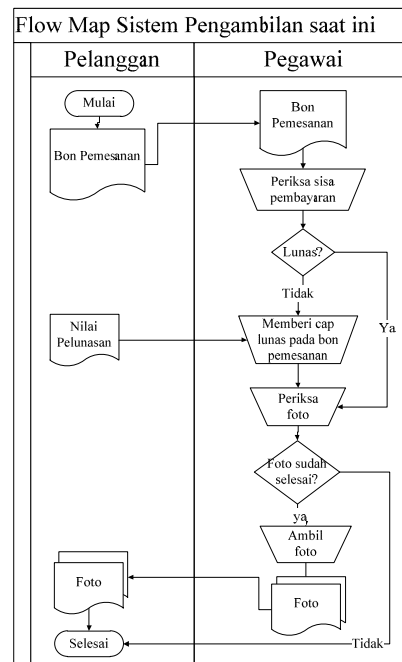 Flow Map Sistem Pengambilan saat ini
Pelanggan
Pegawai
Mulai
Bon Pemesanan
Bon
Pemesanan
Periksa sisa
pembayaran
Lunas?
Tidak
Ya
Nilai
Pelunasan
Memberi cap
lunas pada bon
pemesanan
Periksa
foto
Foto sudah
selesai?
ya
Ambil
foto
Foto
Foto
Selesai
Tidak